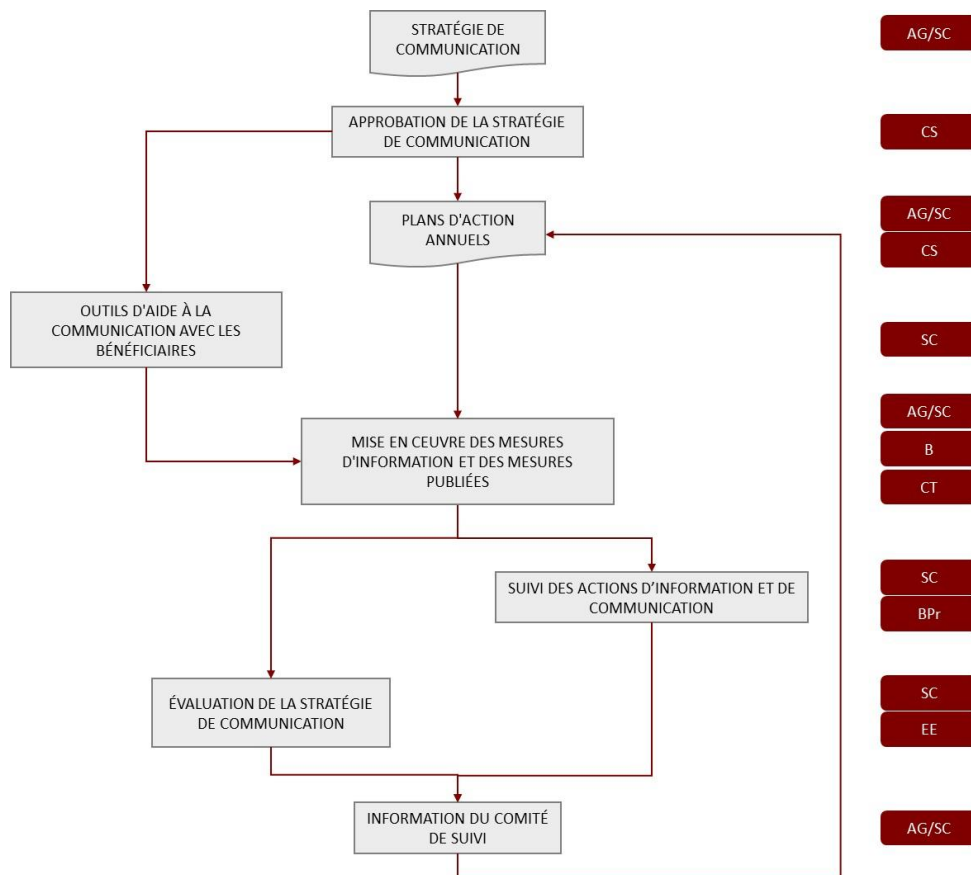 STRATÉGIE DE
COMMUNICATION
AG/SC
APPROBATION DE LA STRATÉGIE
DE COMMUNICATION
CS
PLANS D'ACTION
ANNUELS
AG/SC
CS
OUTILS D'AIDE À LA
COMMUNICATION AVEC LES
BÉNÉFICIAIRES
SC
MISE EN CEUVRE DES MESURES
D'INFORMATION ET DES MESURES
PUBLIÉES
AG/SC
B
CT
SUIVI DES ACTIONS D’INFORMATION ET DE
COMMUNICATION
SC
BPr
ÉVALUATION DE LA STRATÉGIE
DE COMMUNICATION
SC
EE
INFORMATION DU COMITÉ
DE SUIVI
AG/SC